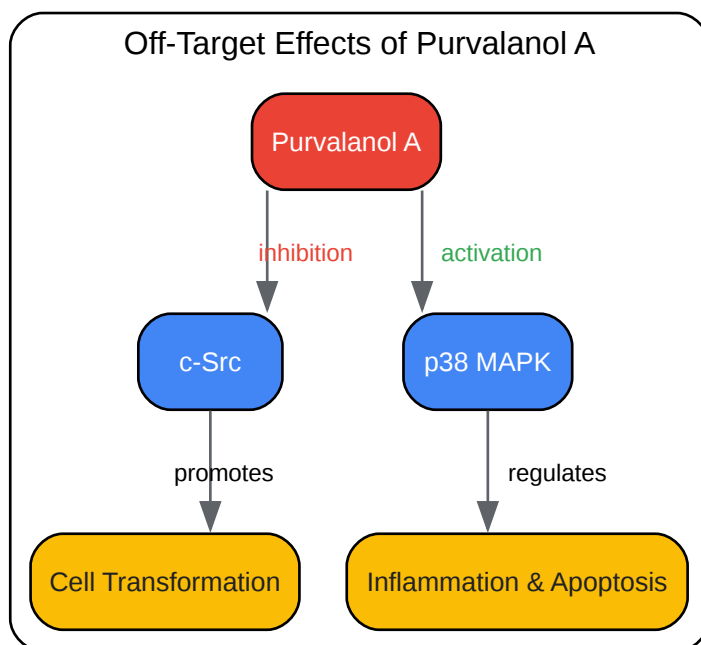 Off-Target Effects of Purvalanol A
Purvalanol A
inhibition
activation
c-Src
p38 MAPK
promotes
regulates
Cell Transformation
Inflammation & Apoptosis